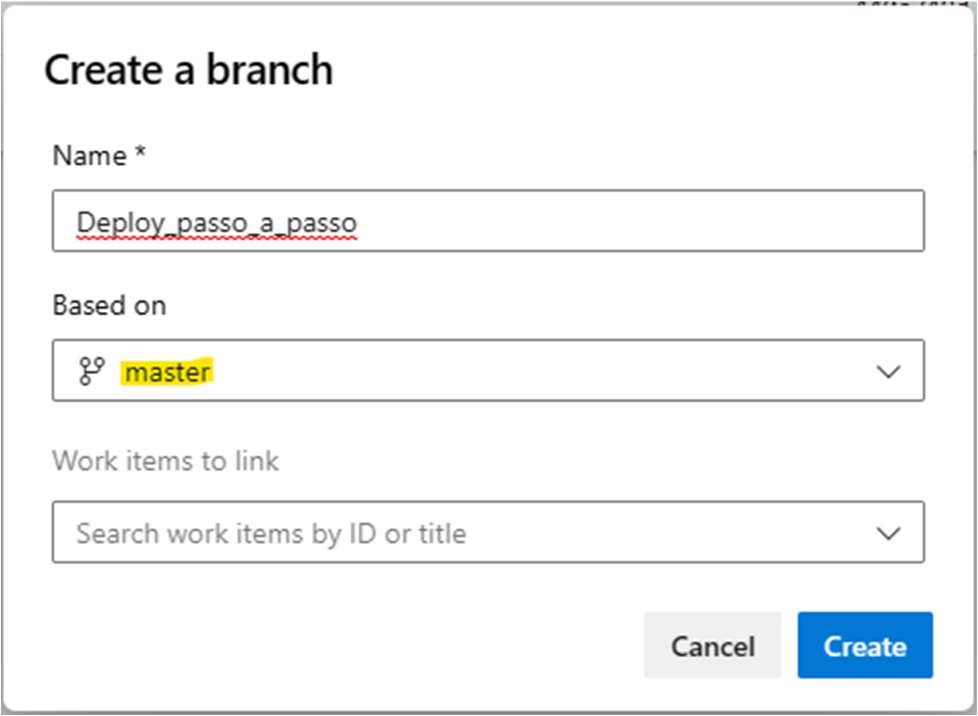 Create a branch
Name *
Deploy_passo_a_passo
Based on
master
Work items to link
Search work items by ID or title
Cancel
Create